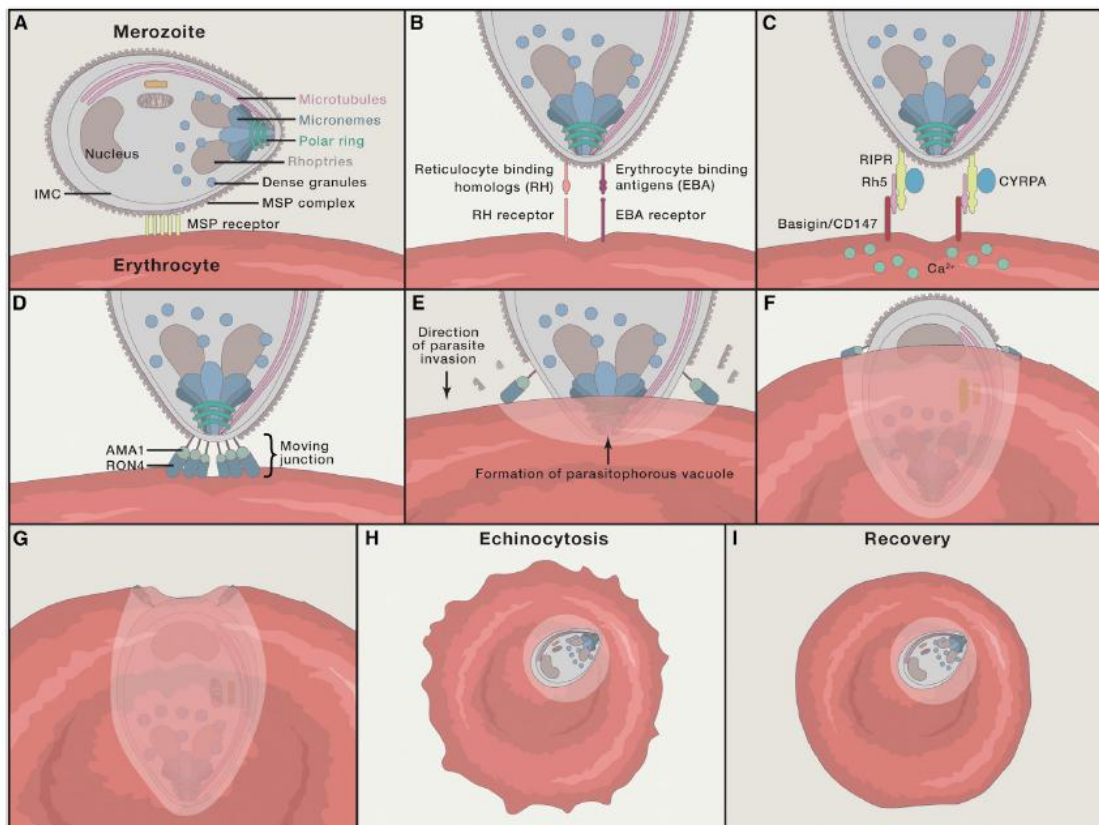 A
Merozoite
Microtubules
Micronemes
Polar ring
Rhoptries
Dense granules
MSP complex
MSP receptor
Nucleus
IMC
Erythrocyte
B
Reticulocyte binding
homologs (RH)
Erythrocyte binding
antigens (EBA)
RH receptor
EBA receptor
C
RIPR
Rh5
CYRPA
Basigin/CD147
Ca²⁺
D
AMA1
RON4
Moving
junction
E
Direction
of parasite
invasion
Formation of parasitophorous vacuole
F
G
H
Echinocytosis
I
Recovery